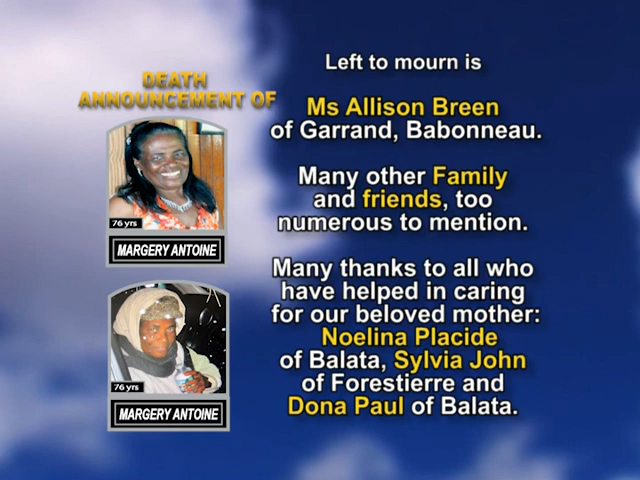 DEATH
ANNOUNCEMENT OF
76 yrs
MARGERY ANTOINE
76 yrs
MARGERY ANTOINE
Left to mourn is
Ms Allison Breen
of Garrand, Babonneau.
Many other Family
and friends, too
numerous to mention.
Many thanks to all who
have helped in caring
for our beloved mother:
Noelina Placide
of Balata, Sylvia John
of Forestierre and
Dona Paul of Balata.